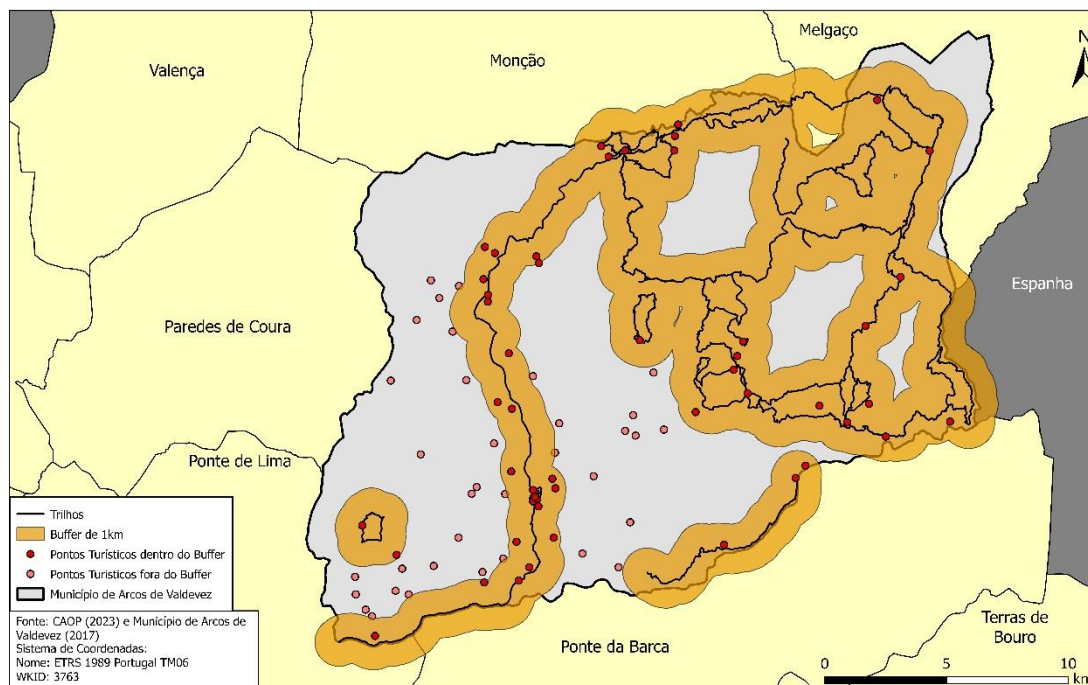 Melgaço
Monção
Valença
N
Espanha
Paredes de Coura
Ponte de Lima
Trilhos
Buffer de 1km
Pontos Turísticos dentro do Buffer
Pontos Turisticos fora do Buffer
Município de Arcos de Valdevez
Fonte: CAOP (2023) e Município de Arcos de
Valdevez (2017)
Sistema de Coordenadas:
Nome: ETRS 1989 Portugal TM06
WKID: 3763
Ponte da Barca
Terras de
Bouro
0 5 10
km